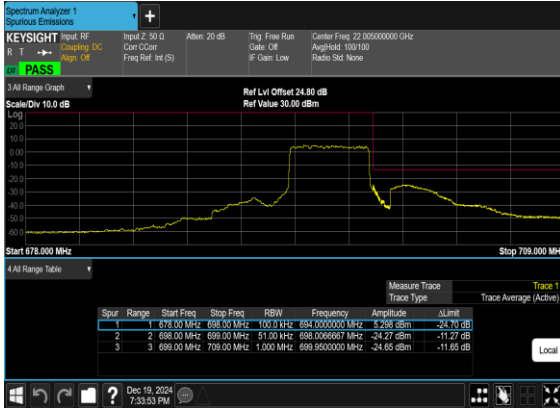 Spectrum Analyzer 1
Spurious Emissions
+
KEYSIGHT Input: RF Input Z: 50 Ω Atten: 20 dB Trig: Free Run Center Freq: 22.005000000 GHz
R T Coupling: DC Corr CCorr Gate: Off Avg|Hold: 100/100
Align: Off Freq Ref: Int (S) IF Gain: Low Radio Std: None
PASS
3 All Range Graph Ref Lvl Offset 24.80 dB
Scale/Div 10.0 dB Ref Value 30.00 dBm
Log
20.0
10.0
0.00
-10.0
-20.0
-30.0
-40.0
-50.0
-60.0
Start 678.000 MHz Stop 709.000 MH
4 All Range Table
Measure Trace Trace 1
Trace Type Trace Average (Active)
Spur Range Start Freq Stop Freq RBW Frequency Amplitude ΔLimit
1 1 678.00 MHz 698.00 MHz 100.0 kHz 694.0000000 MHz 5.298 dBm -24.70 dB
2 2 698.00 MHz 699.00 MHz 51.00 kHz 698.0066667 MHz -24.27 dBm -11.27 dB
3 3 699.00 MHz 709.00 MHz 1.000 MHz 699.9500000 MHz -24.65 dBm -11.65 dB
Local
? Dec 19, 2024
7:33:53 PM